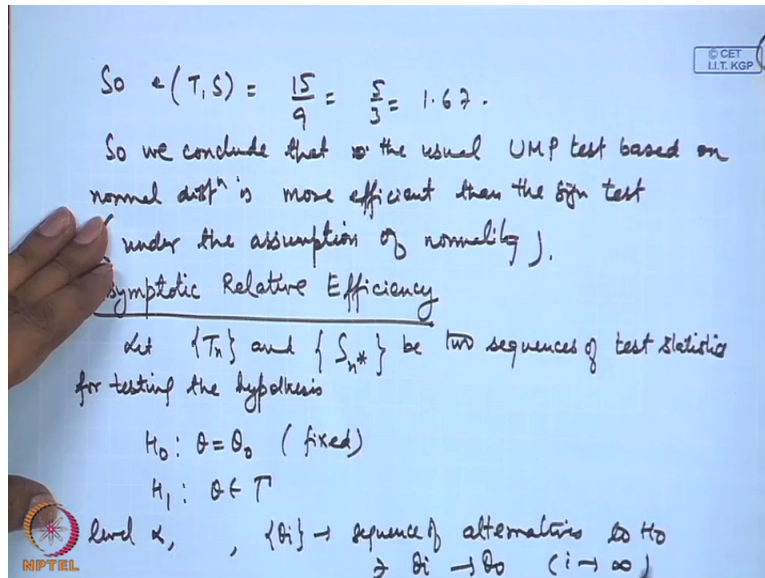 © CET
I.I.T. KGP
So e(T,S) = 15/9 = 5/3 = 1.67.
So we conclude that the usual UMP test based on
normal distⁿ is more efficient than the sign test
( under the assumption of normality ).
symptotic Relative Efficiency
Let {Tₙ} and {Sₙ*} be two sequences of test statistic
for testing the hypothesis
H₀: θ = θ₀ ( fixed )
H₁: θ ∈ T
level α, , {θi} → sequence of alternatives to H₀
∋ θi → θ₀ (i → ∞)
NPTEL